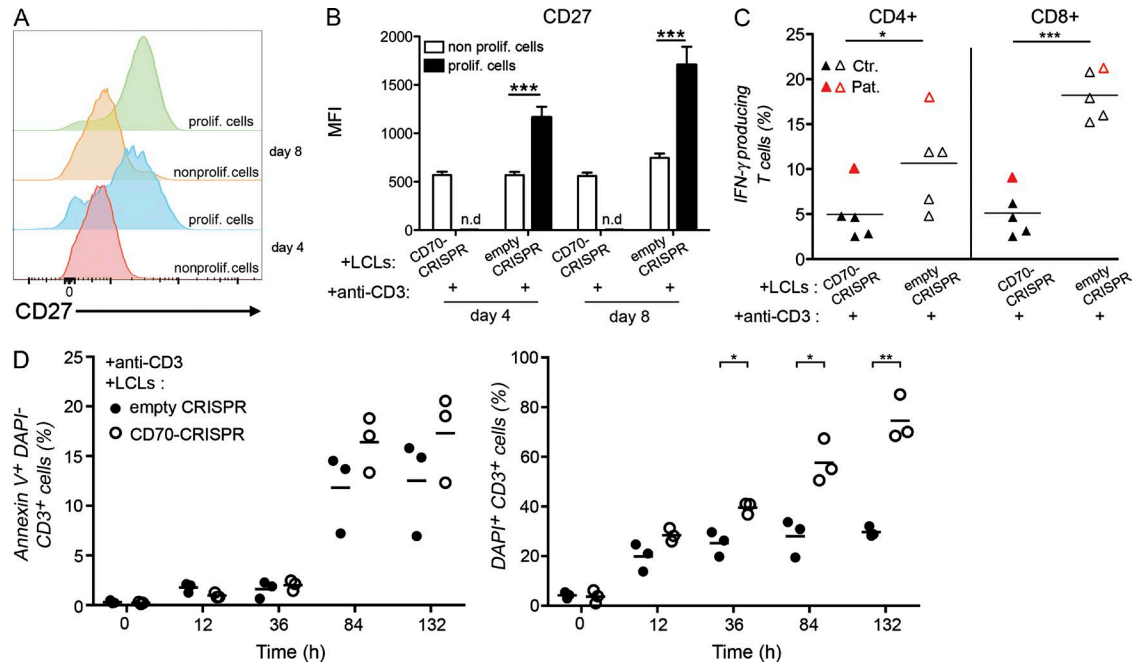 A
prolif. cells
nonprolif. cells
day 8
prolif. cells
nonprolif. cells
day 4
0
CD27
B
CD27
2000
1500
1000
500
0
MFI
non prolif. cells
prolif. cells
***
***
n.d
n.d
+LCLs:
CD70-CRISPR
empty CRISPR
CD70-CRISPR
empty CRISPR
+anti-CD3:
+ + + +
day 4
day 8
C
CD4+
CD8+
*
***
25
20
15
10
5
0
IFN-γ producing
T cells (%)
Ctr.
Pat.
+LCLs :
CD70-CRISPR
empty CRISPR
CD70-CRISPR
empty CRISPR
+anti-CD3 :
+ + + +
D
+anti-CD3
+LCLs :
empty CRISPR
CD70-CRISPR
25
20
15
10
5
0
Annexin V+ DAPI-
CD3+ cells (%)
0 12 36 84 132
Time (h)
100
80
60
40
20
0
DAPI+ CD3+ cells (%)
* * **
0 12 36 84 132
Time (h)